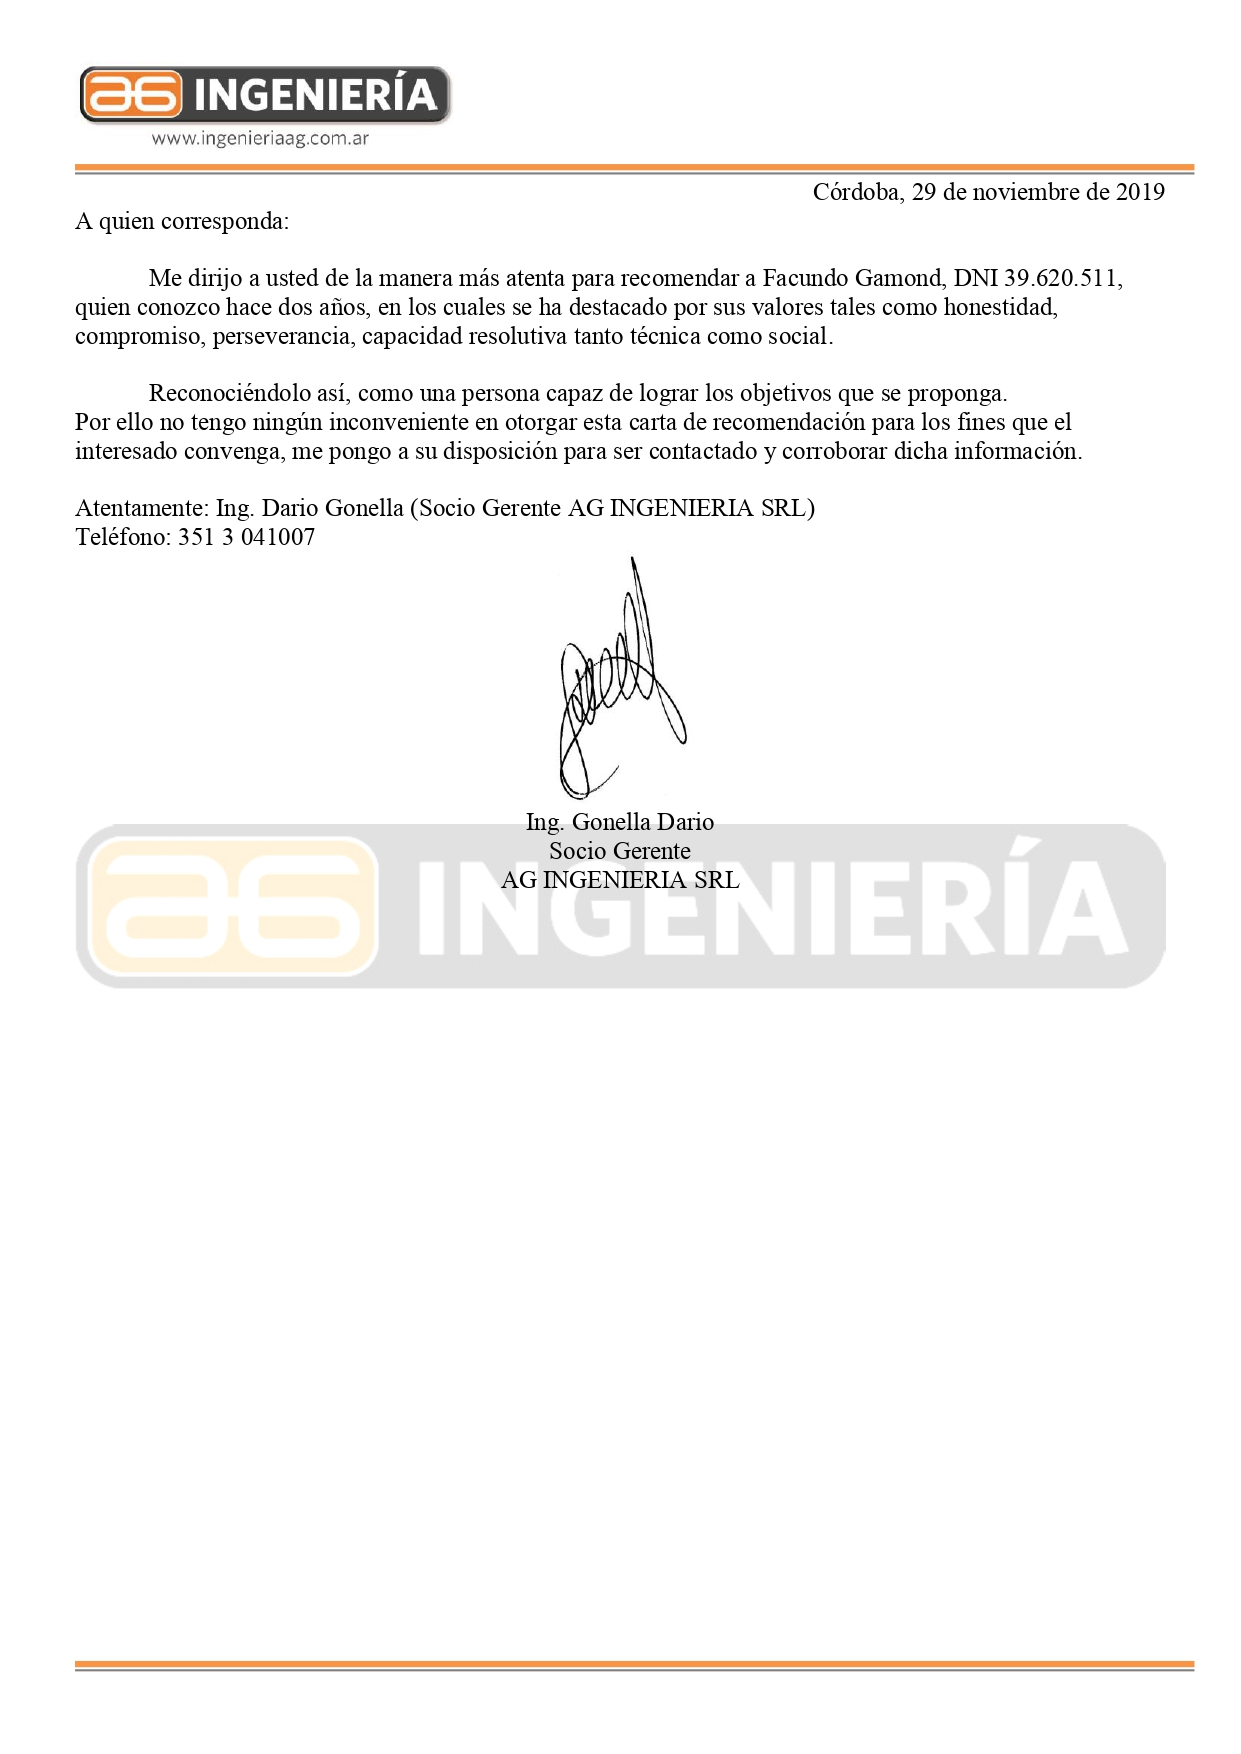 AG INGENIERÍA
www.ingenieriaag.com.ar
Córdoba, 29 de noviembre de 2019
A quien corresponda:
Me dirijo a usted de la manera más atenta para recomendar a Facundo Gamond, DNI 39.620.511,
quien conozco hace dos años, en los cuales se ha destacado por sus valores tales como honestidad,
compromiso, perseverancia, capacidad resolutiva tanto técnica como social.
Reconociéndolo así, como una persona capaz de lograr los objetivos que se proponga.
Por ello no tengo ningún inconveniente en otorgar esta carta de recomendación para los fines que el
interesado convenga, me pongo a su disposición para ser contactado y corroborar dicha información.
Atentamente: Ing. Dario Gonella (Socio Gerente AG INGENIERIA SRL)
Teléfono: 351 3 041007
Ing. Gonella Dario
Socio Gerente
AG INGENIERIA SRL
AG INGENIERÍA